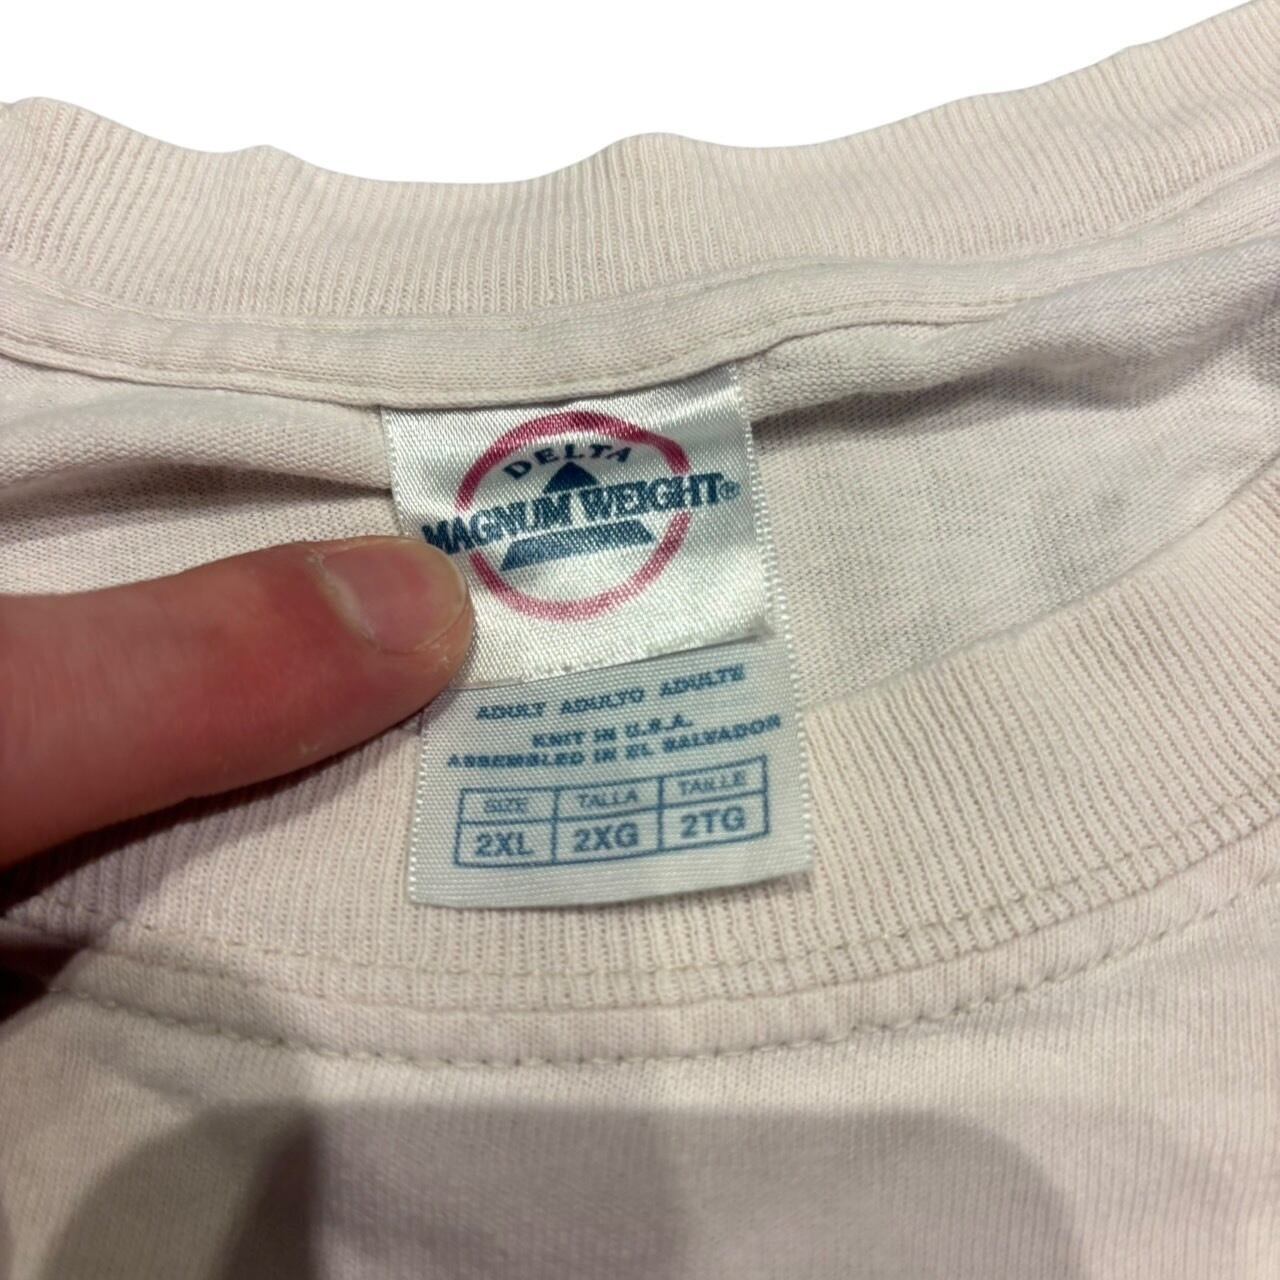 DELTA
MAGNUM WEIGHT®
ADULT ADULTO ADULTE
KNIT IN U.S.A.
ASSEMBLED IN EL SALVADOR
SIZE TALLA TAILLE
2XL 2XG 2TG